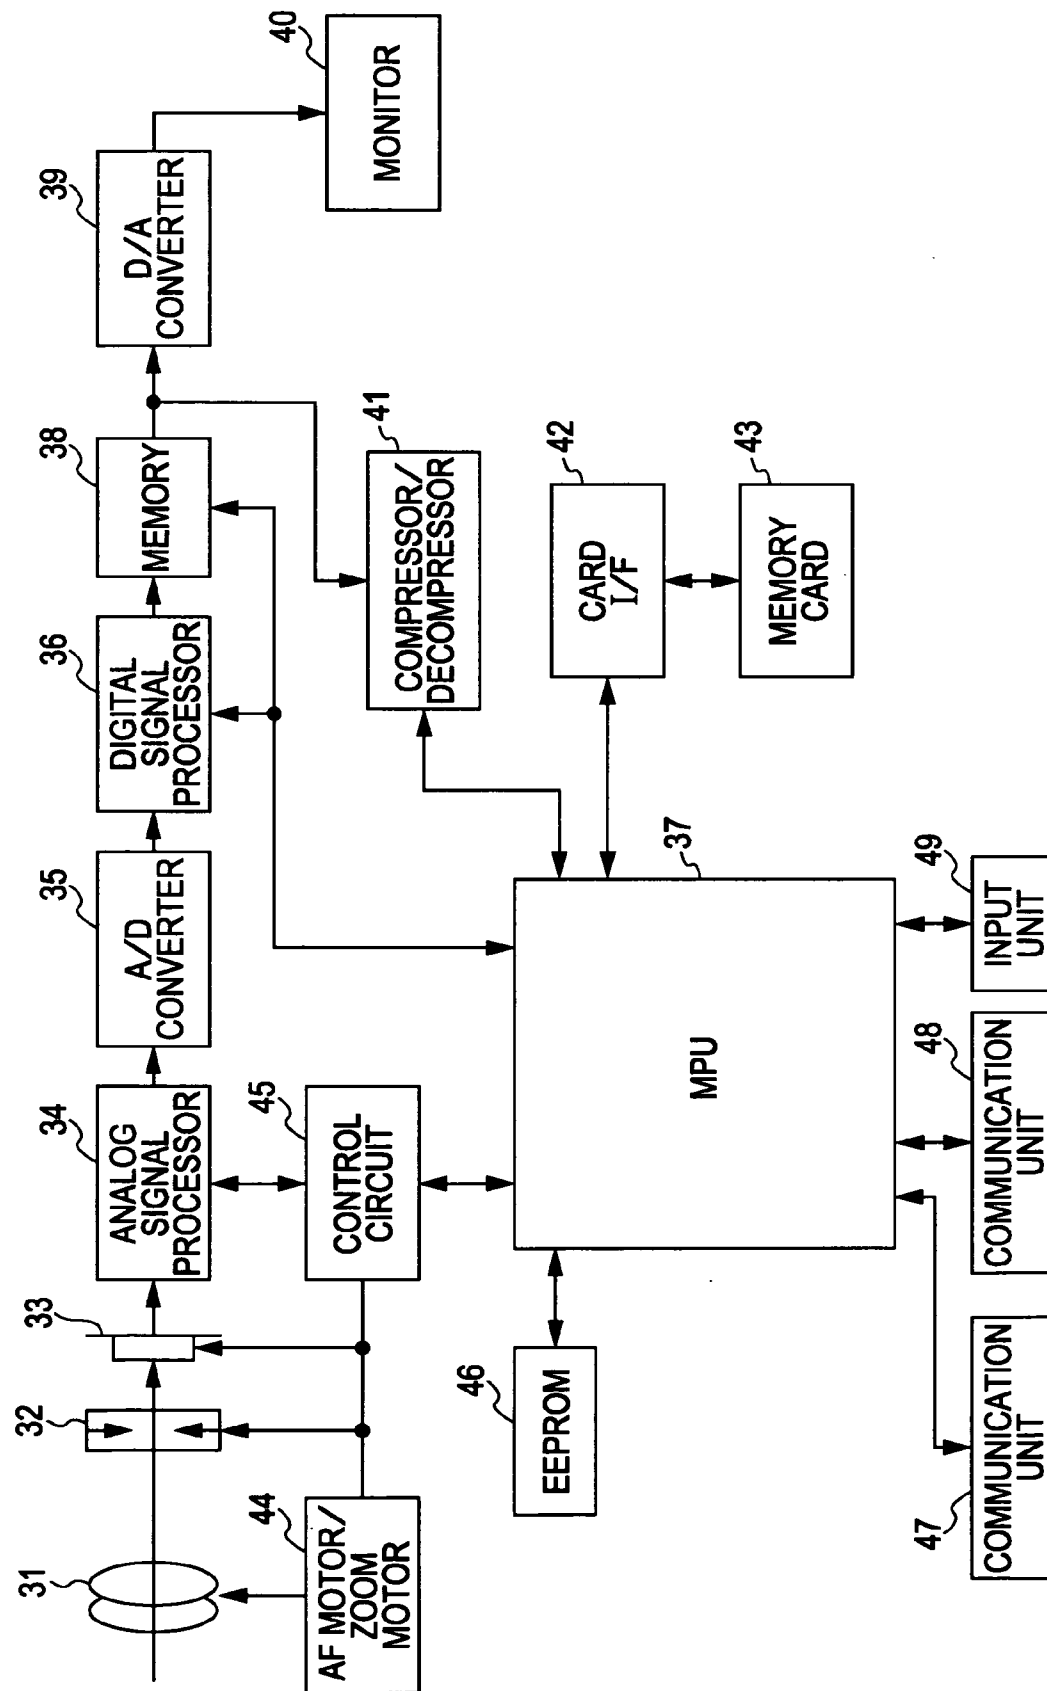 31
32
33
34
ANALOG
SIGNAL
PROCESSOR
35
A/D
CONVERTER
36
DIGITAL
SIGNAL
PROCESSOR
38
MEMORY
39
D/A
CONVERTER
40
MONITOR
44
AF MOTOR/
ZOOM
MOTOR
45
CONTROL
CIRCUIT
41
COMPRESSOR/
DECOMPRESSOR
46
EEPROM
37
MPU
42
CARD
I/F
43
MEMORY
CARD
47
COMMUNICATION
UNIT
48
COMMUNICATION
UNIT
49
INPUT
UNIT